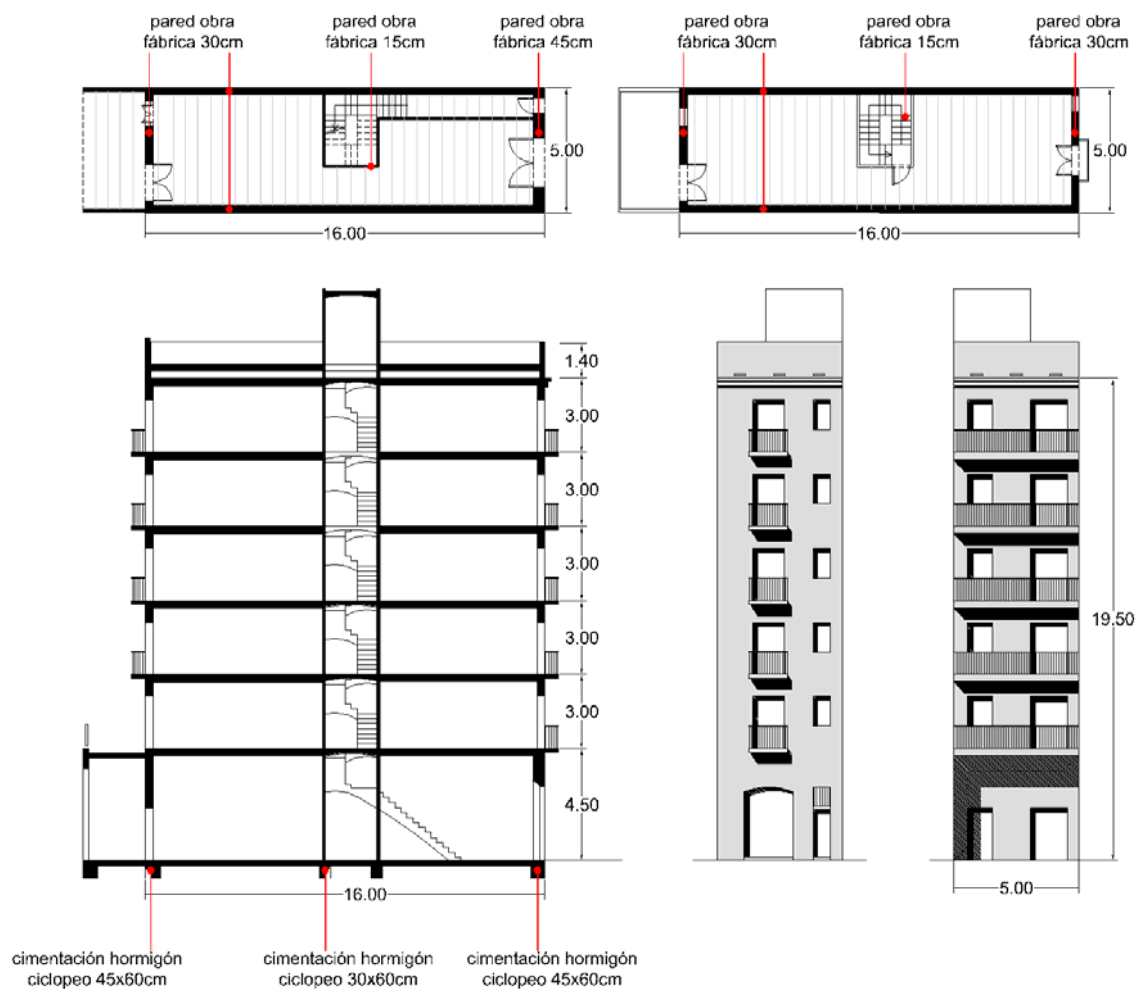 pared obra
fábrica 30cm
pared obra
fábrica 15cm
pared obra
fábrica 45cm
pared obra
fábrica 30cm
pared obra
fábrica 15cm
pared obra
fábrica 30cm
5.00
5.00
16.00
16.00
1.40
3.00
3.00
3.00
3.00
3.00
4.50
19.50
16.00
5.00
cimentación hormigón
ciclopeo 45x60cm
cimentación hormigón
ciclopeo 30x60cm
cimentación hormigón
ciclopeo 45x60cm